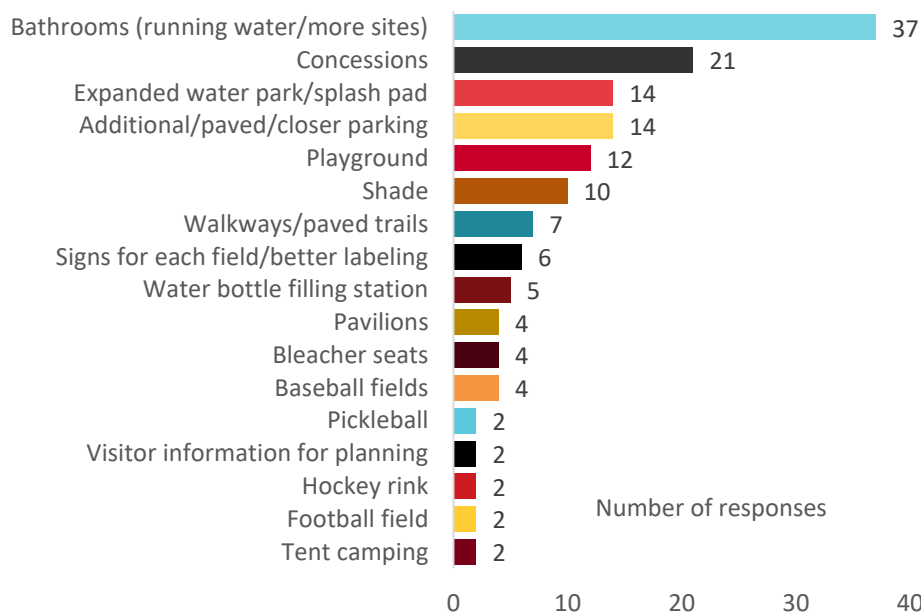 Bathrooms (running water/more sites) 37
Concessions 21
Expanded water park/splash pad 14
Additional/paved/closer parking 14
Playground 12
Shade 10
Walkways/paved trails 7
Signs for each field/better labeling 6
Water bottle filling station 5
Pavilions 4
Bleacher seats 4
Baseball fields 4
Pickleball 2
Visitor information for planning 2
Hockey rink 2
Football field 2
Tent camping 2
Number of responses
0 10 20 30 40